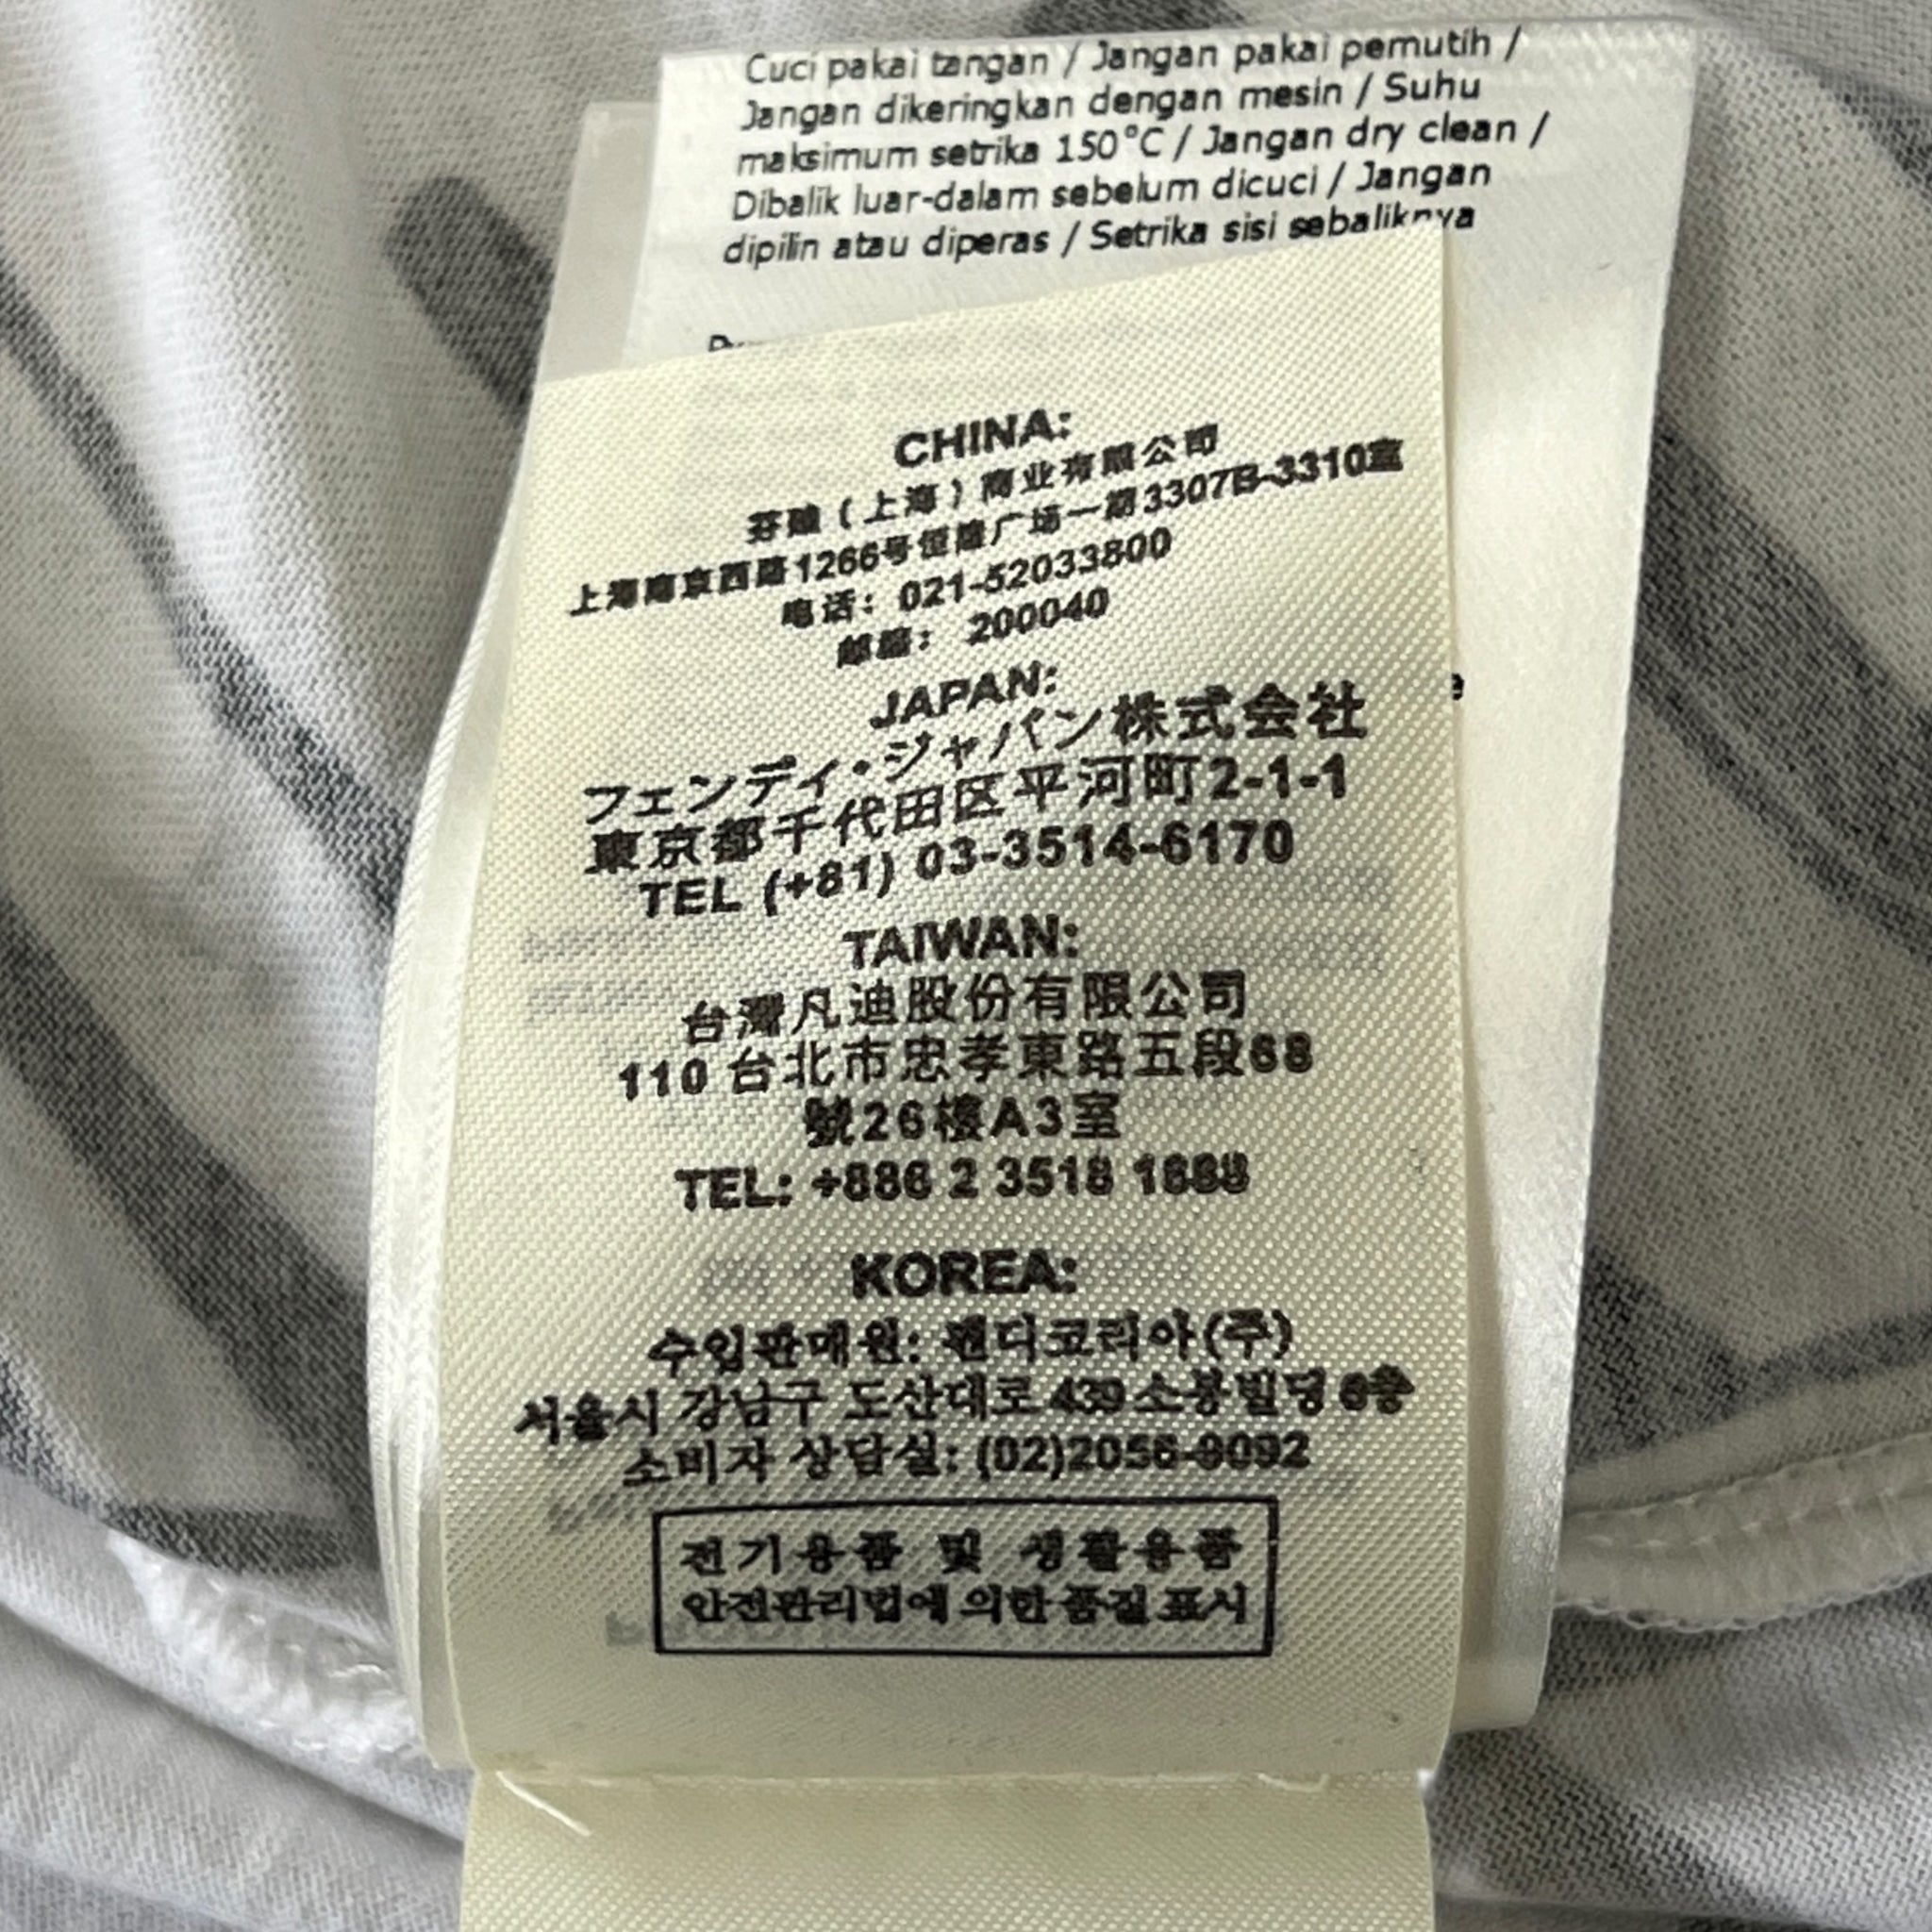 Cuci pakai tangan / Jangan pakai pemutih /
Jangan dikeringkan dengan mesin / Suhu
maksimum setrika 150°C / Jangan dry clean /
Dibalik luar-dalam sebelum dicuci / Jangan
dipilin atau diperas / Setrika sisi sebaliknya
CHINA:
芬迪（上海）商业有限公司
上海南京西路1266号恒隆广场一期3307B-3310室
电话：021-52033800
邮编：200040
JAPAN:
フェンディ・ジャパン株式会社
東京都千代田区平河町2-1-1
TEL (+81) 03-3514-6170
TAIWAN:
台灣凡迪股份有限公司
110 台北市忠孝東路五段68
號26樓A3室
TEL: +886 2 3518 1688
KOREA:
수입판매원: 펜디코리아(주)
서울시 강남구 도산대로 439 소봉빌딩 6층
소비자 상담실: (02)2056-9092
전기용품 및 생활용품
안전관리법에 의한 품질 표시